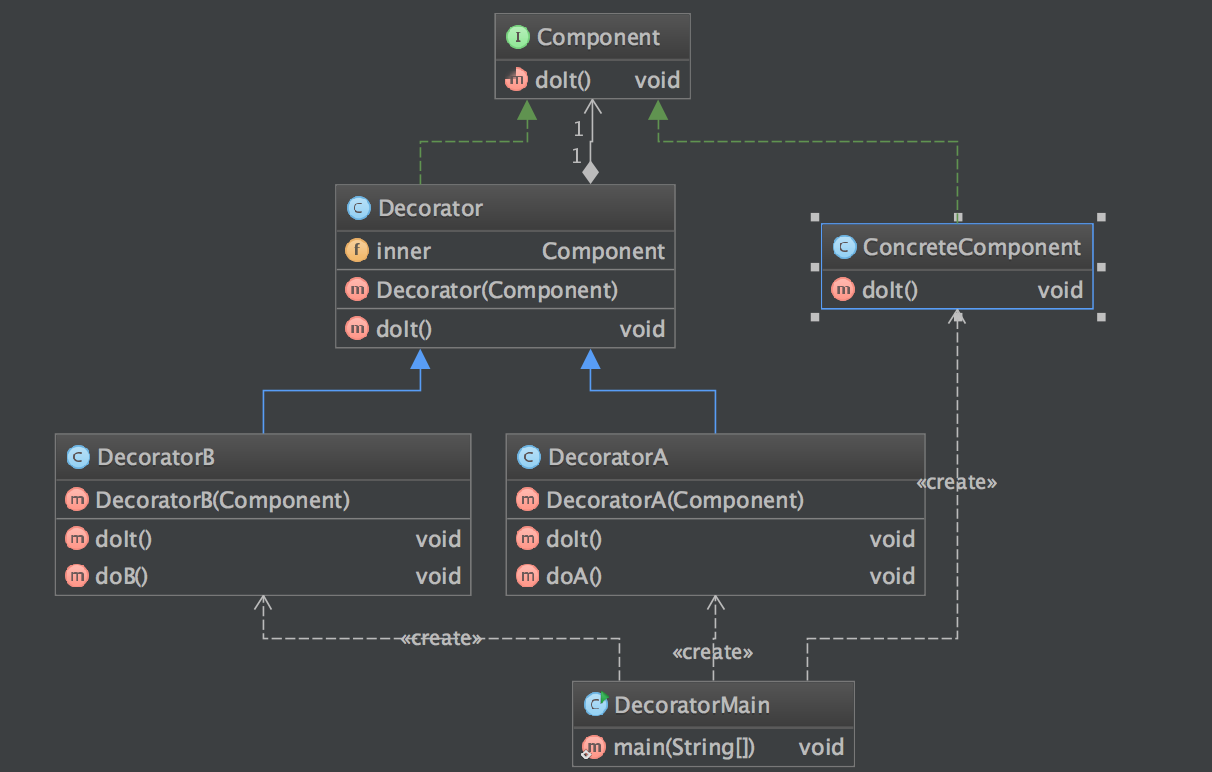 I Component
m doIt() void
1
1
C Decorator
f inner Component
m Decorator(Component)
m doIt() void
C ConcreteComponent
m doIt() void
C DecoratorB
m DecoratorB(Component)
m doIt() void
m doB() void
C DecoratorA
m DecoratorA(Component)
m doIt() void
m doA() void
«create»
«create»
«create»
C DecoratorMain
m main(String[]) void